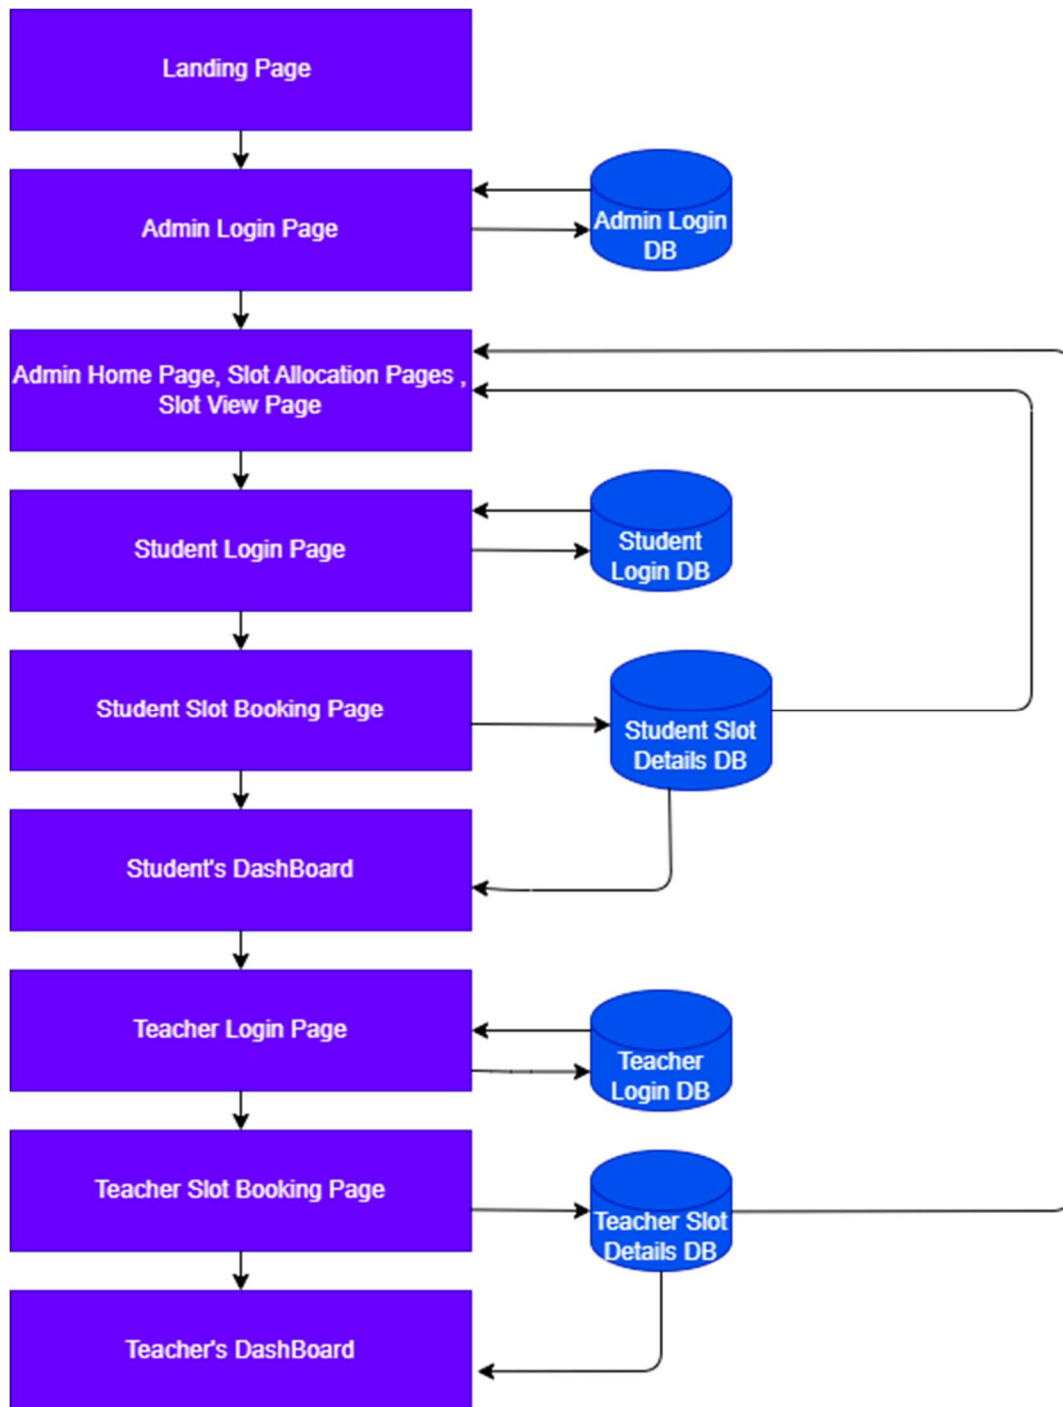 Landing Page
Admin Login Page
Admin Login
DB
Admin Home Page, Slot Allocation Pages ,
Slot View Page
Student Login Page
Student
Login DB
Student Slot Booking Page
Student Slot
Details DB
Student's DashBoard
Teacher Login Page
Teacher
Login DB
Teacher Slot Booking Page
Teacher Slot
Details DB
Teacher's DashBoard